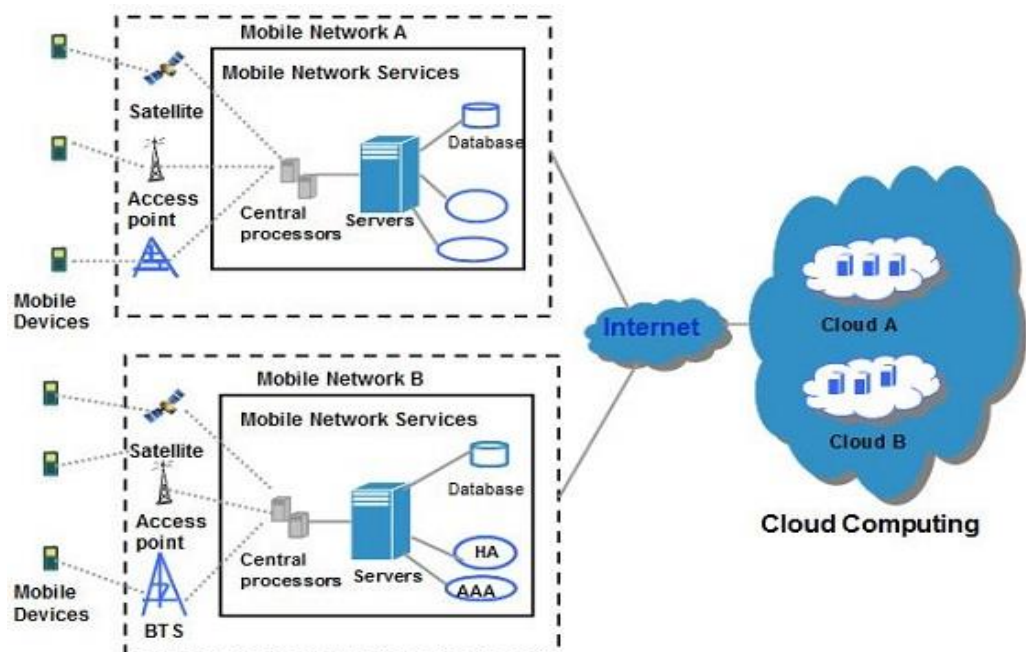 Mobile Network A
Mobile Network Services
Satellite
Database
Access
point
Central
processors
Servers
Mobile
Devices
Internet
Cloud A
Cloud B
Cloud Computing
Mobile Network B
Mobile Network Services
Satellite
Database
Access
point
Central
processors
Servers
HA
AAA
Mobile
Devices
BTS